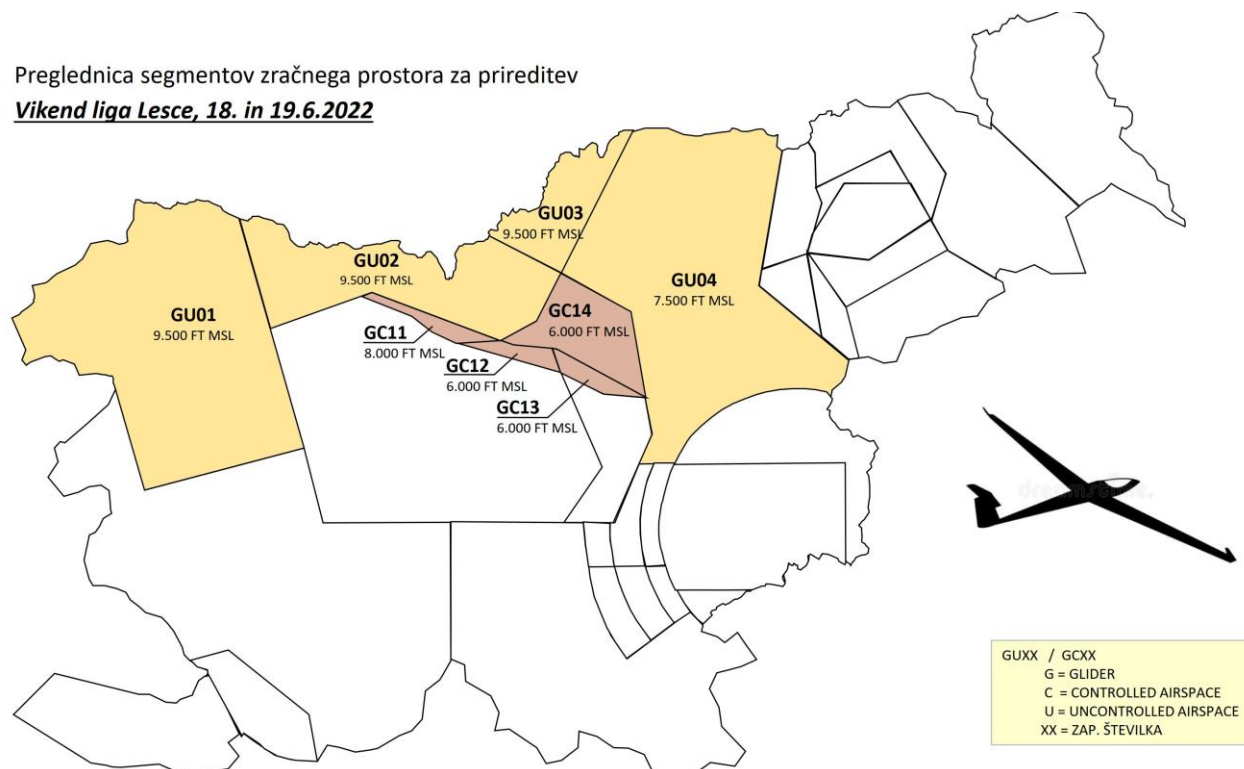 Preglednica segmentov zračnega prostora za prireditev
Vikend liga Lesce, 18. in 19.6.2022
GU03
9.500 FT MSL
GU02
9.500 FT MSL
GU04
7.500 FT MSL
GU01
9.500 FT MSL
GC14
6.000 FT MSL
GC11
8.000 FT MSL
GC12
6.000 FT MSL
GC13
6.000 FT MSL
GUXX / GCXX
G = GLIDER
C = CONTROLLED AIRSPACE
U = UNCONTROLLED AIRSPACE
XX = ZAP. ŠTEVILKA